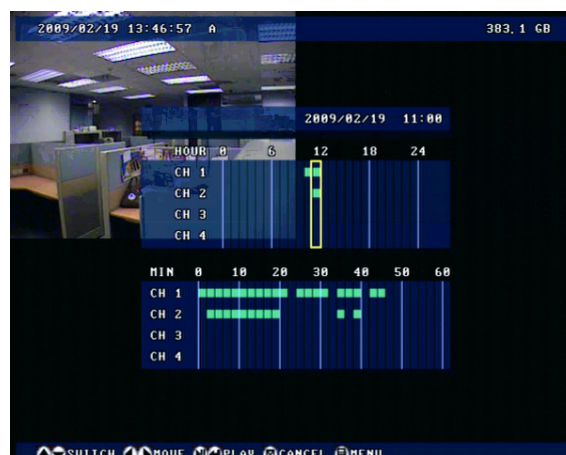 2009/02/19 13:46:57 A 383.1 GB
2009/02/19 11:00
HOUR 0 6 12 18 24
CH 1
CH 2
CH 3
CH 4
MIN 0 10 20 30 40 50 60
CH 1
CH 2
CH 3
CH 4
SWITCH MOVE PLAY CANCEL MENU